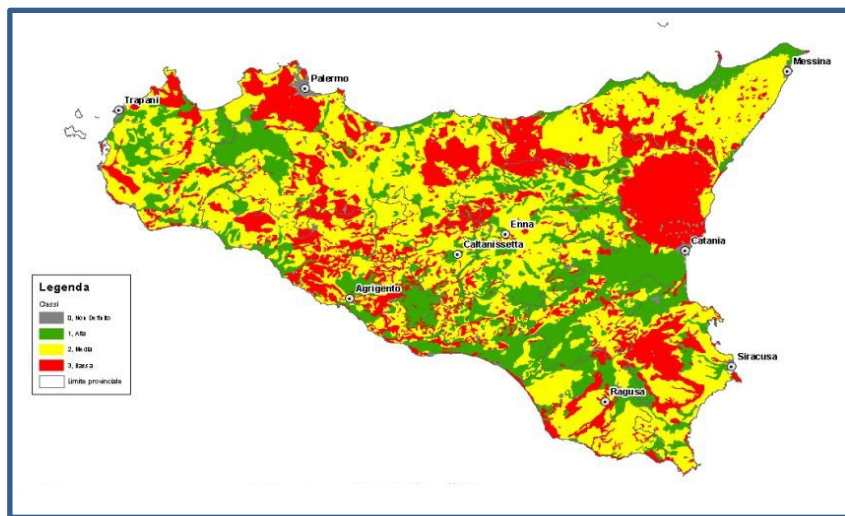 Palermo
Messina
Trapani
Enna
Caltanissetta
Catania
Agrigento
Siracusa
Ragusa
Legenda
Classi
0, Non Definito
1, Alta
2, Media
3, Bassa
Limite provinciale